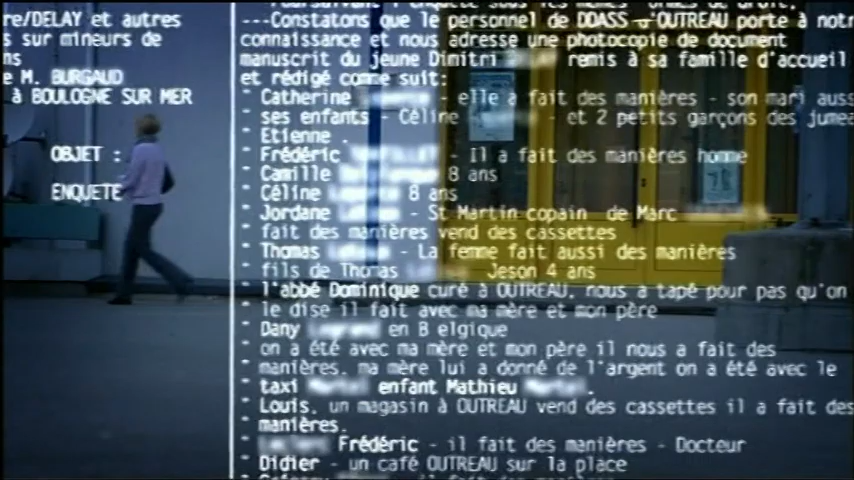 re/DELAY et autres
s sur mineurs de
ns
e M. BURGAUD
à BOULOGNE SUR MER
OBJET :
ENQUETE
---Constatons que le personnel de DDASS d'OUTREAU porte à notr
connaissance et nous adresse une photocopie de document
manuscrit du jeune Dimitri remis à sa famille d'accueil
et rédigé comme suit:
" Catherine - elle a fait des manières - son mari auss
" ses enfants - Céline - et 2 petits garçons des jumea
" Etienne .
" Frédéric - Il a fait des manières homme
" Camille 8 ans
" Céline 8 ans
" Jordane - St Martin copain de Marc
" fait des manières vend des cassettes
" Thomas - La femme fait aussi des manières
" fils de Thomas Jeson 4 ans
" l'abbé Dominique curé à OUTREAU, nous a tapé pour pas qu'on
" le dise il fait avec ma mère et mon père
" Dany en B elgique
" on a été avec ma mère et mon père il nous a fait des
" manières, ma mère lui a donné de l'argent on a été avec le
" taxi enfant Mathieu .
" Louis, un magasin à OUTREAU vend des cassettes il a fait des
" manières.
" Frédéric - il fait des manières - Docteur
" Didier - un café OUTREAU sur la place